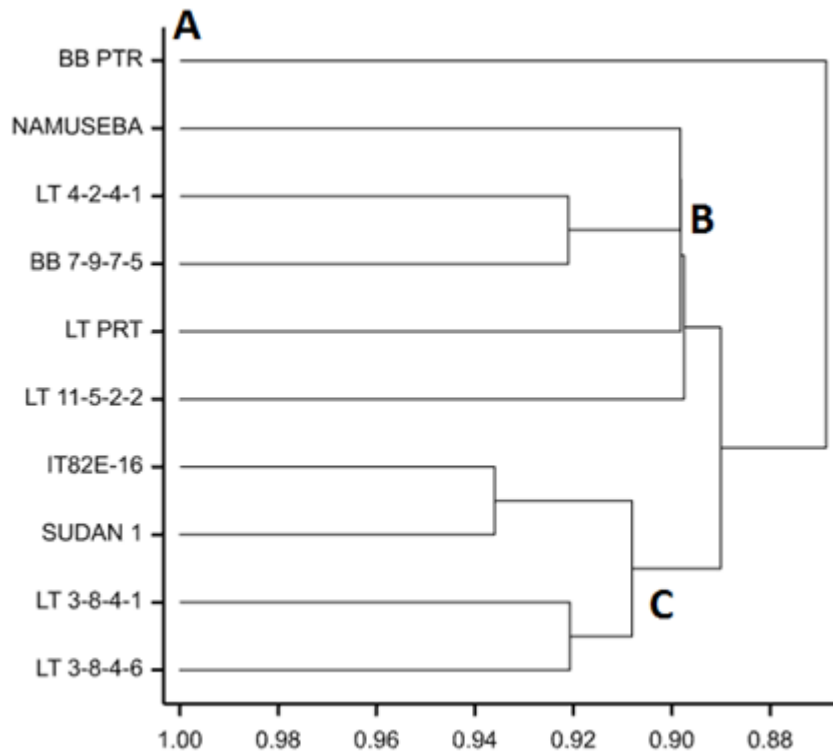 A
BB PTR
NAMUSEBA
LT 4-2-4-1
B
BB 7-9-7-5
LT PRT
LT 11-5-2-2
IT82E-16
SUDAN 1
LT 3-8-4-1
C
LT 3-8-4-6
1.00 0.98 0.96 0.94 0.92 0.90 0.88